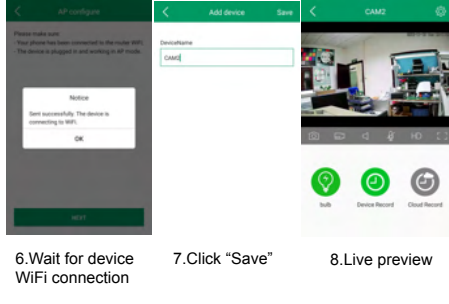 AP configure
Please make sure:
- Your phone has been connected to the router WIFI.
- The device is plugged in and working in AP mode.
Notice
Sent successfully. The device is
connecting to WiFi.
OK
NEXT
6.Wait for device
WiFi connection
Add device
Save
DeviceName
CAM2
7.Click “Save”
CAM2
HD
bulb
Device Record
Cloud Record
8.Live preview